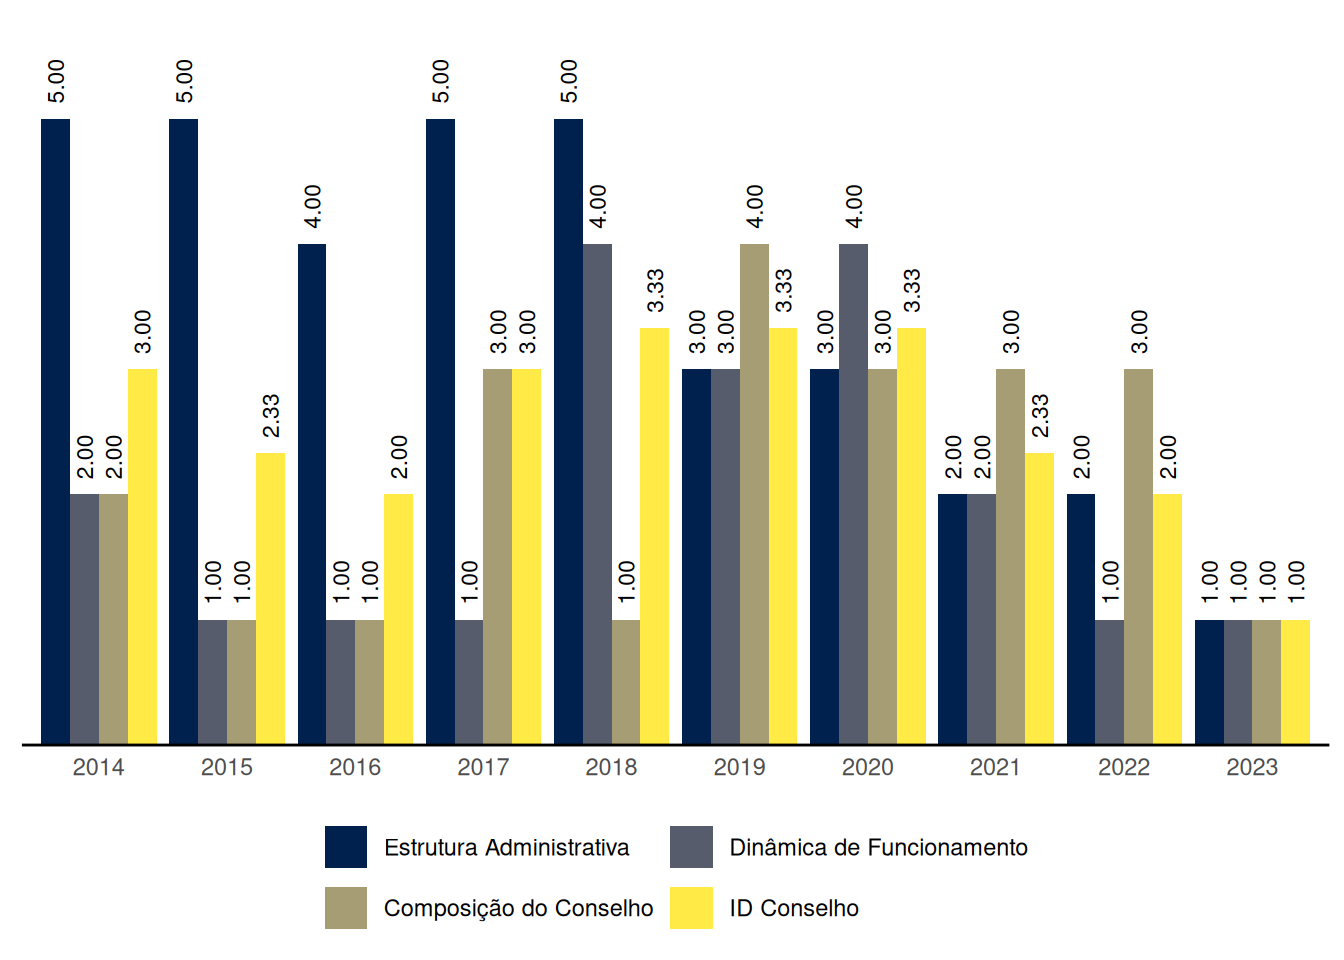 5.00 5.00 5.00 5.00
4.00 4.00 4.00 4.00
3.33 3.33 3.33
3.00 3.00 3.00 3.00 3.00 3.00 3.00 3.00 3.00
2.33 2.33
2.00 2.00 2.00 2.00 2.00 2.00 2.00
1.00 1.00 1.00 1.00 1.00 1.00 1.00 1.00 1.00 1.00 1.00
2014 2015 2016 2017 2018 2019 2020 2021 2022 2023
Estrutura Administrativa Dinâmica de Funcionamento
Composição do Conselho ID Conselho